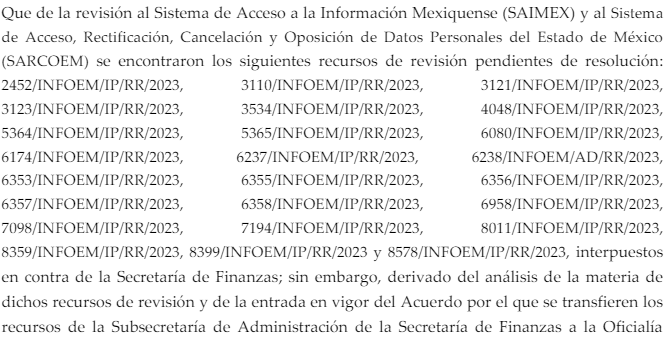 Que de la revisión al Sistema de Acceso a la Información Mexiquense (SAIMEX) y al Sistema
de Acceso, Rectificación, Cancelación y Oposición de Datos Personales del Estado de México
(SARCOEM) se encontraron los siguientes recursos de revisión pendientes de resolución:
2452/INFOEM/IP/RR/2023, 3110/INFOEM/IP/RR/2023, 3121/INFOEM/IP/RR/2023,
3123/INFOEM/IP/RR/2023, 3534/INFOEM/IP/RR/2023, 4048/INFOEM/IP/RR/2023,
5364/INFOEM/IP/RR/2023, 5365/INFOEM/IP/RR/2023, 6080/INFOEM/IP/RR/2023,
6174/INFOEM/IP/RR/2023, 6237/INFOEM/IP/RR/2023, 6238/INFOEM/AD/RR/2023,
6353/INFOEM/IP/RR/2023, 6355/INFOEM/IP/RR/2023, 6356/INFOEM/IP/RR/2023,
6357/INFOEM/IP/RR/2023, 6358/INFOEM/IP/RR/2023, 6958/INFOEM/IP/RR/2023,
7098/INFOEM/IP/RR/2023, 7194/INFOEM/IP/RR/2023, 8011/INFOEM/IP/RR/2023,
8359/INFOEM/IP/RR/2023, 8399/INFOEM/IP/RR/2023 y 8578/INFOEM/IP/RR/2023, interpuestos
en contra de la Secretaría de Finanzas; sin embargo, derivado del análisis de la materia de
dichos recursos de revisión y de la entrada en vigor del Acuerdo por el que se transfieren los
recursos de la Subsecretaría de Administración de la Secretaría de Finanzas a la Oficialía